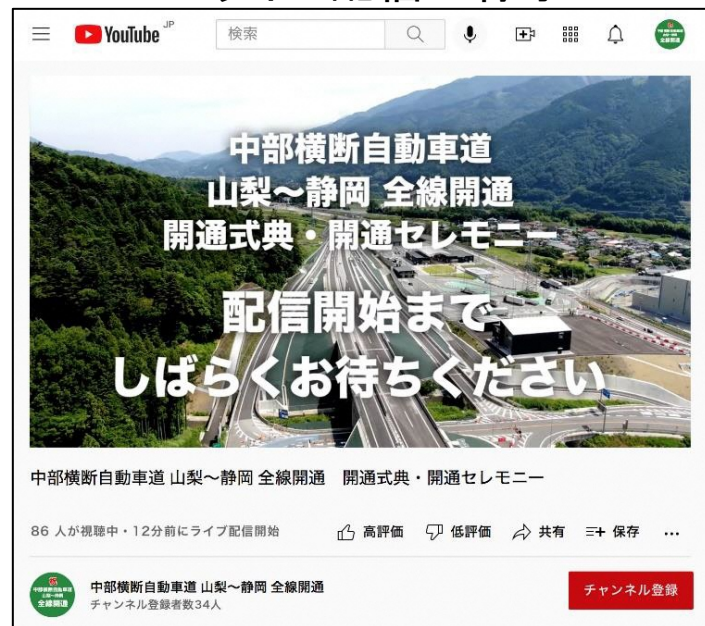 YouTube JP
検索
中部横断自動車道
山梨〜静岡 全線開通
開通式典・開通セレモニー
配信開始まで
しばらくお待ちください
中部横断自動車道 山梨〜静岡 全線開通　開通式典・開通セレモニー
86 人が視聴中・12分前にライブ配信開始
高評価
低評価
共有
保存
中部横断自動車道 山梨〜静岡 全線開通
チャンネル登録者数34人
チャンネル登録
全線開通